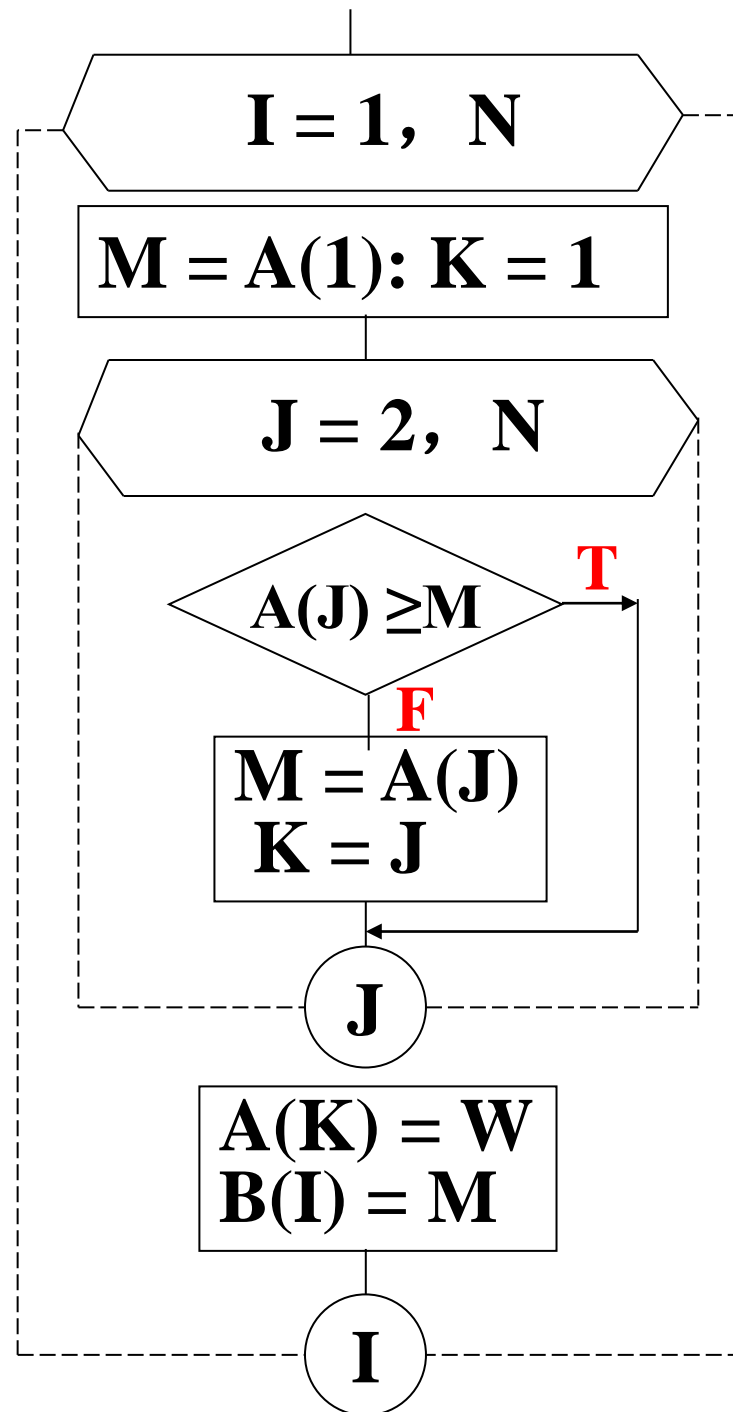 I = 1，N
M = A(1): K = 1
J = 2，N
A(J) ≥M
T
F
M = A(J)
K = J
J
A(K) = W
B(I) = M
I